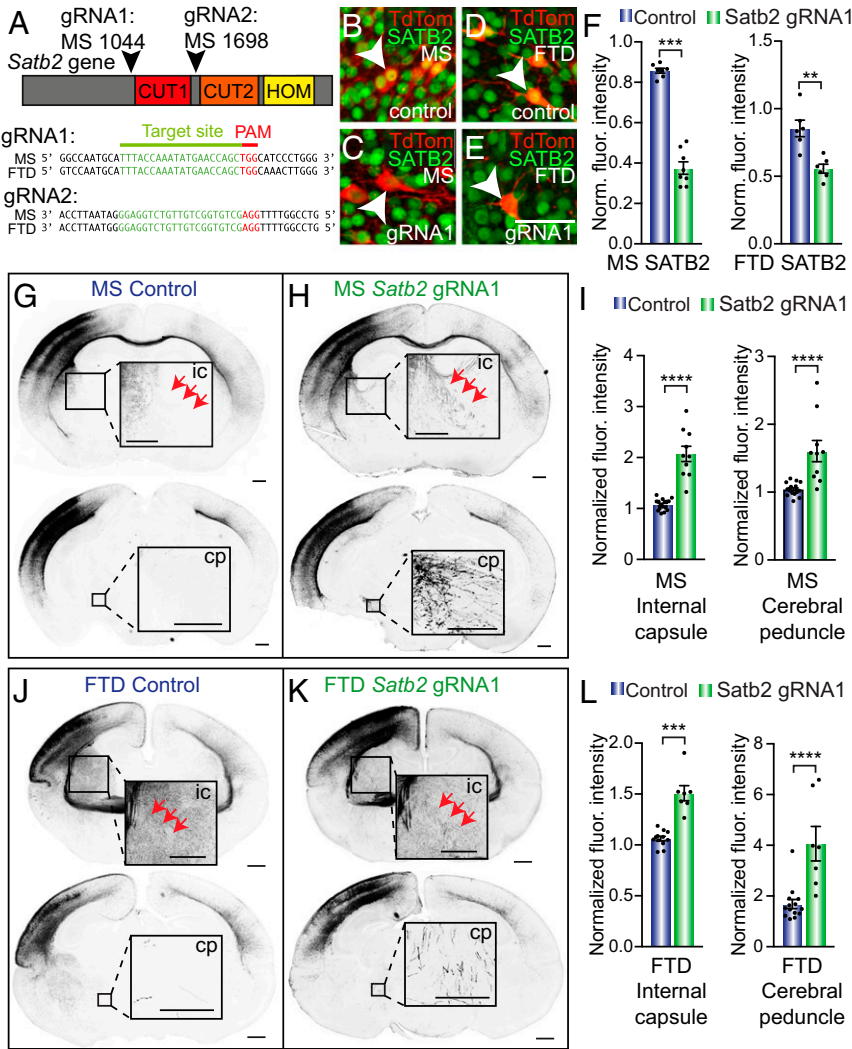 A
gRNA1:
MS 1044
gRNA2:
MS 1698
Satb2 gene
CUT1 CUT2 HOM
gRNA1:
Target site PAM
MS 5' GGCCAATGCATTTACCAAATATGAACCAGCTGGCATCCCTGGG 3'
FTD 5' GTCCAATGCATTTACCAAATATGAACCAGCTGGCAAACTTGGG 3'
gRNA2:
MS 3' ACCTTAATAGGGAGGTCTGTTGTCGGTGTCGAGGTTTTGGCCTG 5'
FTD 3' ACCTTAATGGGGAGGTCTGTTGTCGGTGTCGAGGTTTTGGCCTG 5'
B
TdTom
SATB2
MS
control
D
TdTom
SATB2
FTD
control
C
TdTom
SATB2
MS
gRNA1
E
TdTom
SATB2
FTD
gRNA1
F
Control Satb2 gRNA1
Norm. fluor. intensity
1.0
0.8
0.6
0.4
0.2
0.0
***
MS SATB2
Norm. fluor. intensity
1.5
1.0
0.5
0.0
**
FTD SATB2
G
MS Control
ic
cp
H
MS Satb2 gRNA1
ic
cp
I
Control Satb2 gRNA1
Normalized fluor. intensity
4
3
2
1
0
****
MS
Internal
capsule
Normalized fluor. intensity
3
2
1
0
****
MS
Cerebral
peduncle
J
FTD Control
ic
cp
K
FTD Satb2 gRNA1
ic
cp
L
Control Satb2 gRNA1
Normalized fluor. intensity
2.0
1.5
1.0
0.5
0.0
***
FTD
Internal
capsule
Normalized fluor. intensity
8
6
4
2
0
****
FTD
Cerebral
peduncle